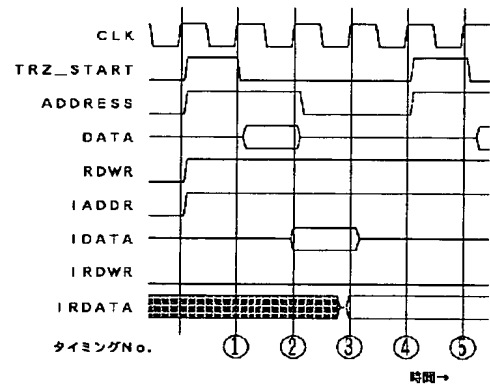 CLK
TRZ_START
ADDRESS
DATA
RDWR
IADDR
IDATA
IRDWR
IRDATA
タイミングNo. ① ② ③ ④ ⑤
時間→